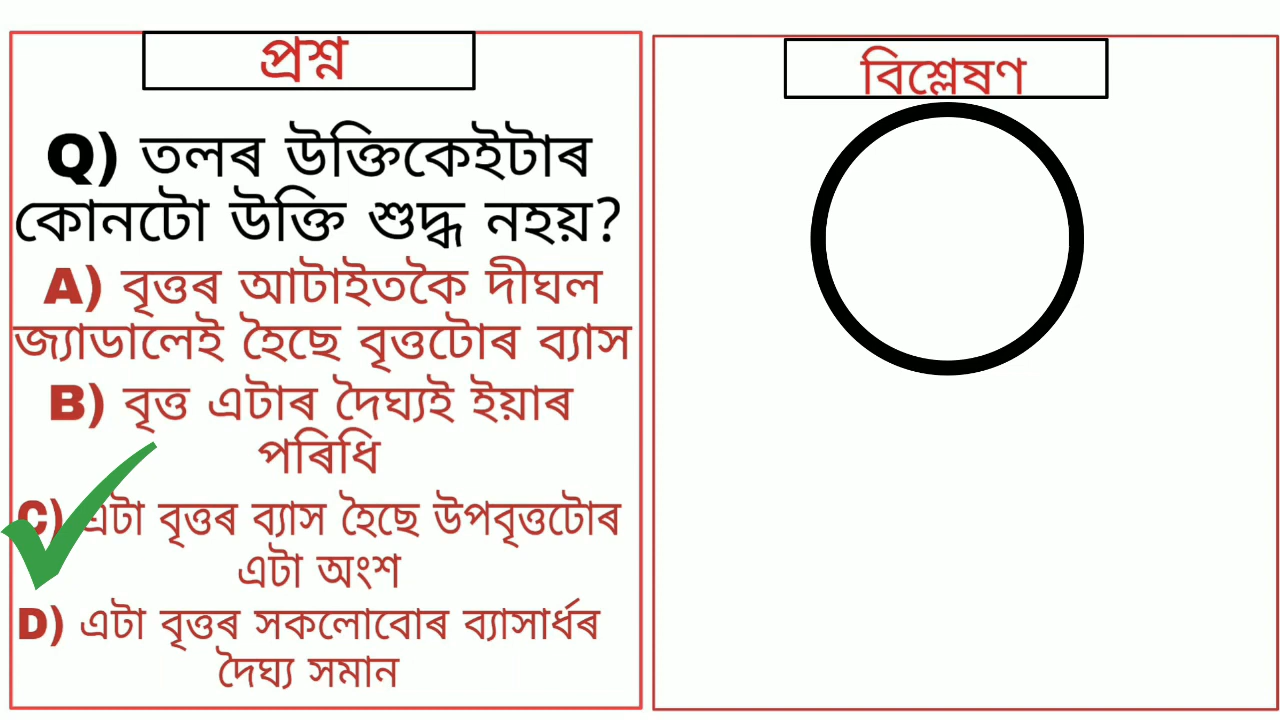 প্ৰশ্ন
Q) তলৰ উক্তিকেইটাৰ
কোনটো উক্তি শুদ্ধ নহয়?
A) বৃত্তৰ আটাইতকৈ দীঘল
জ্যাডালেই হৈছে বৃত্তটোৰ ব্যাস
B) বৃত্ত এটাৰ দৈৰ্ঘ্যই ইয়াৰ
পৰিধি
C) এটা বৃত্তৰ ব্যাস হৈছে উপবৃত্তটোৰ
এটা অংশ
D) এটা বৃত্তৰ সকলোবোৰ ব্যাসাৰ্ধৰ
দৈঘ্য সমান
বিশ্লেষণ